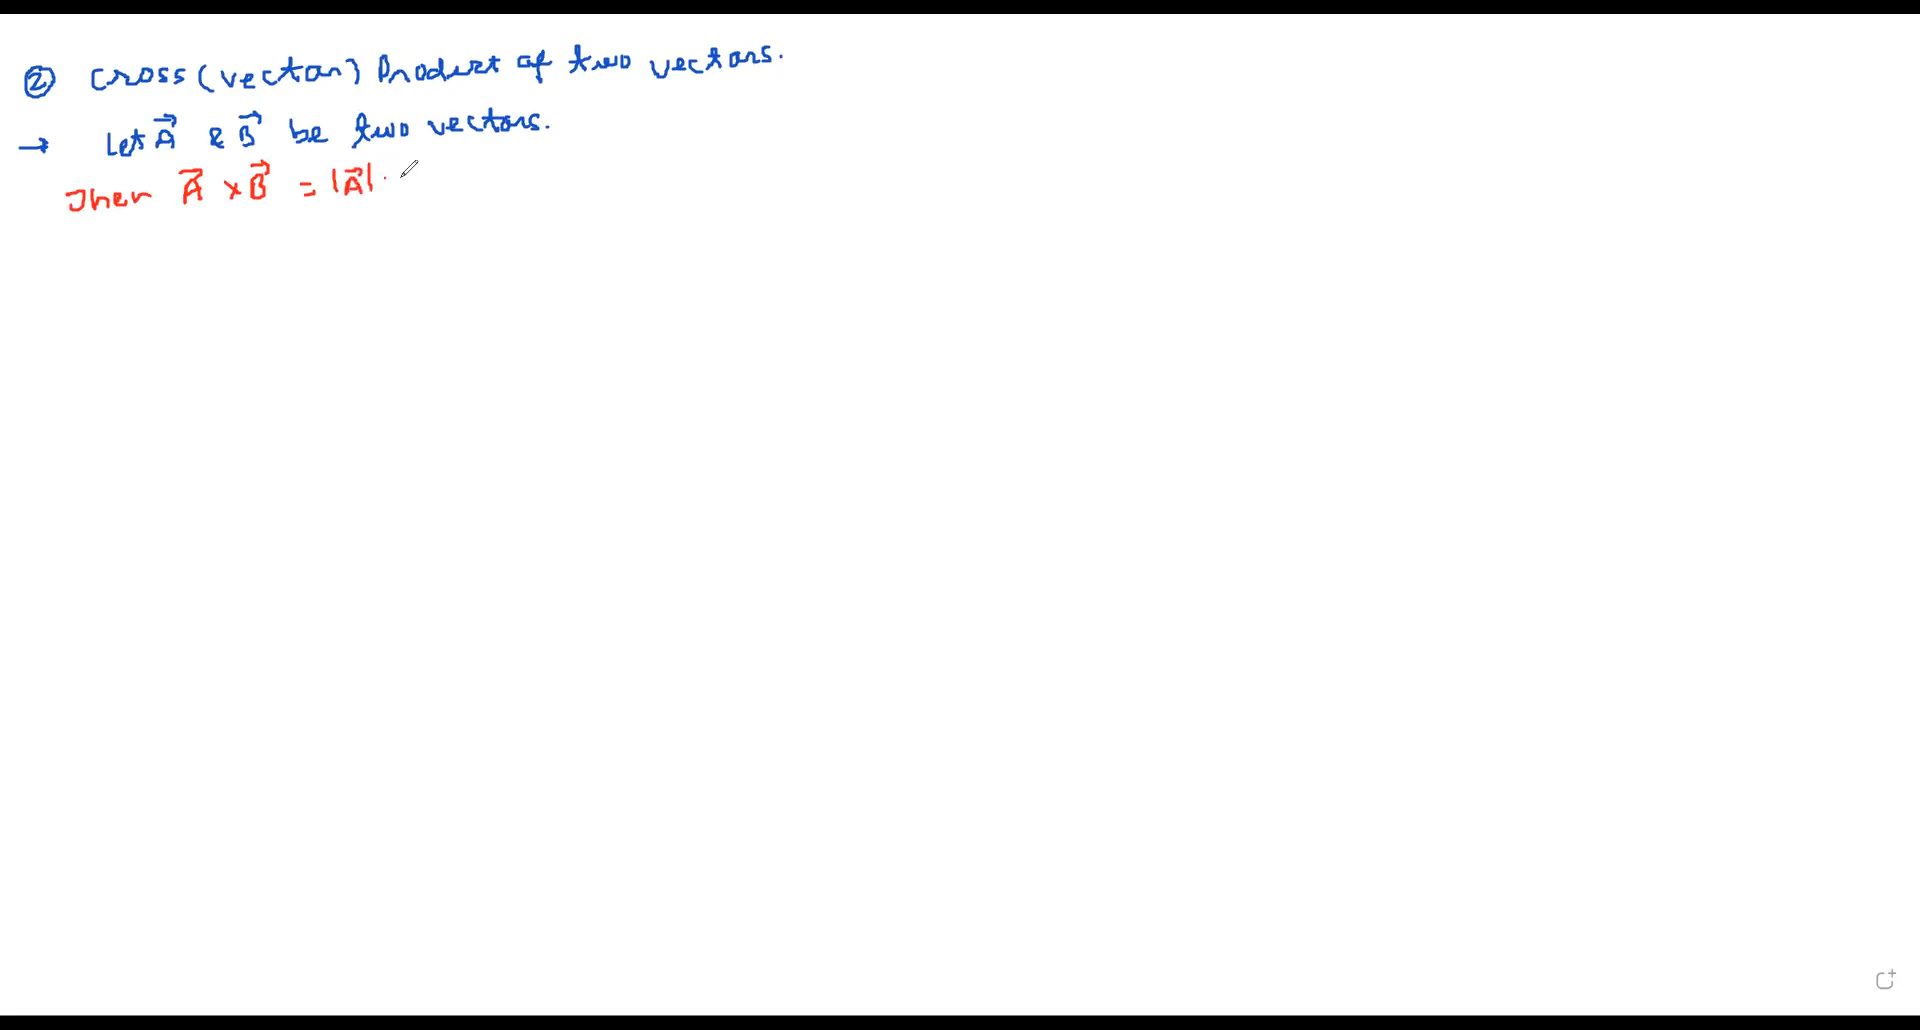 ② Cross (vector) Product of two vectors.
→ Let A⃗ & B⃗ be two vectors.
Then A⃗ × B⃗ = |A⃗| ·